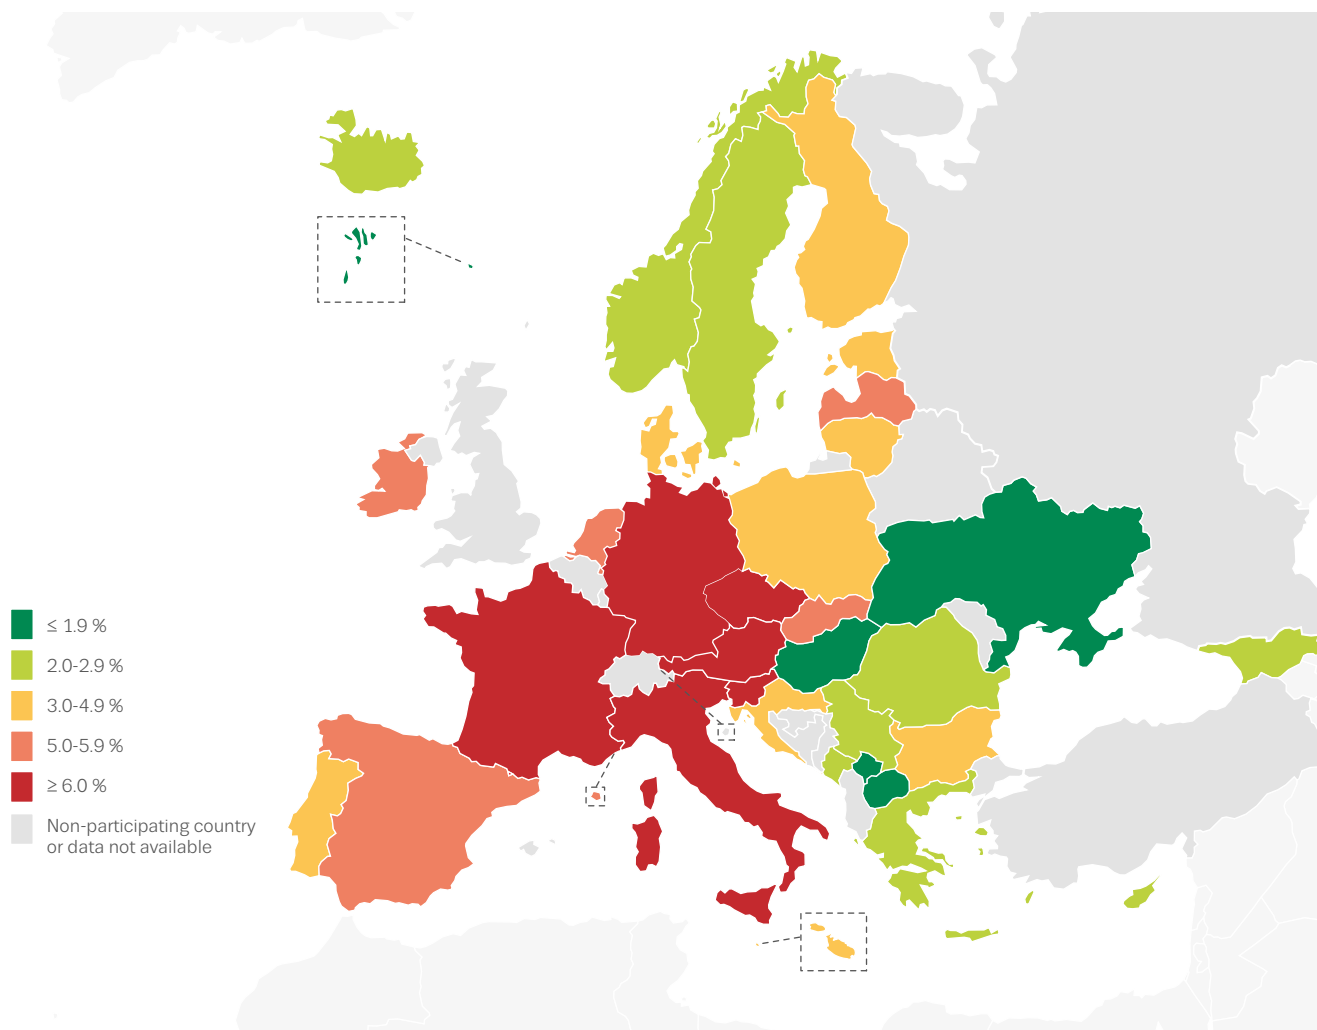 ≤ 1.9 %
2.0-2.9 %
3.0-4.9 %
5.0-5.9 %
≥ 6.0 %
Non-participating country
or data not available